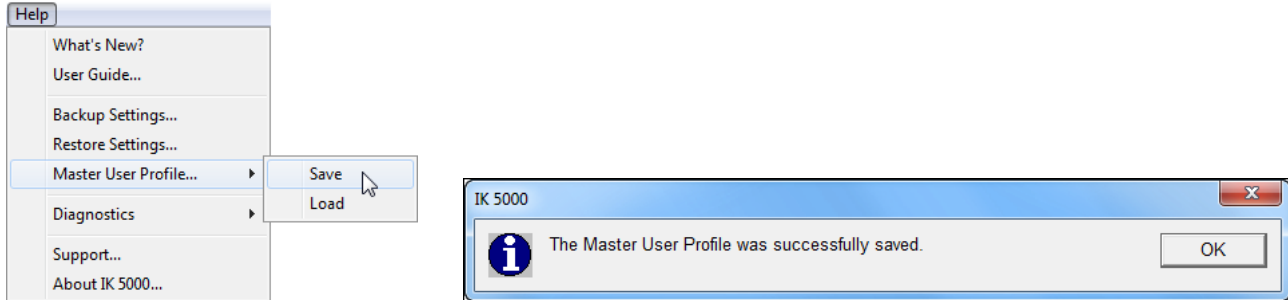 Help
What's New?
User Guide...
Backup Settings...
Restore Settings...
Master User Profile...
Save
Load
Diagnostics
Support...
About IK 5000...
IK 5000
The Master User Profile was successfully saved.
OK